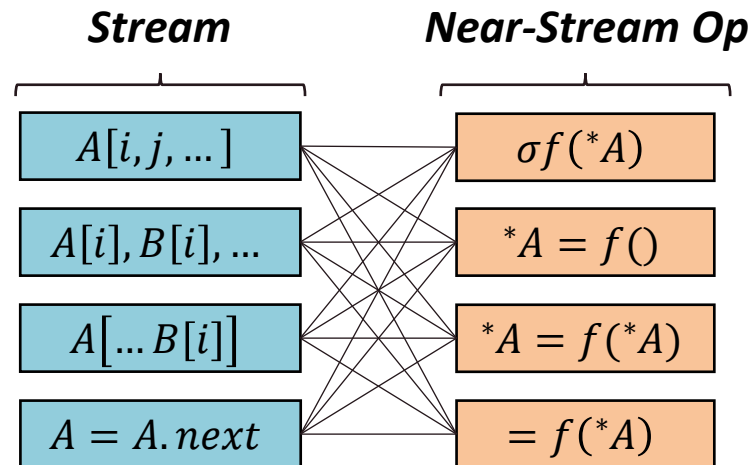 Stream
Near-Stream Op
A[i, j, …]
σf(*A)
A[i], B[i], …
*A = f()
A[… B[i]]
*A = f(*A)
A = A.next
= f(*A)